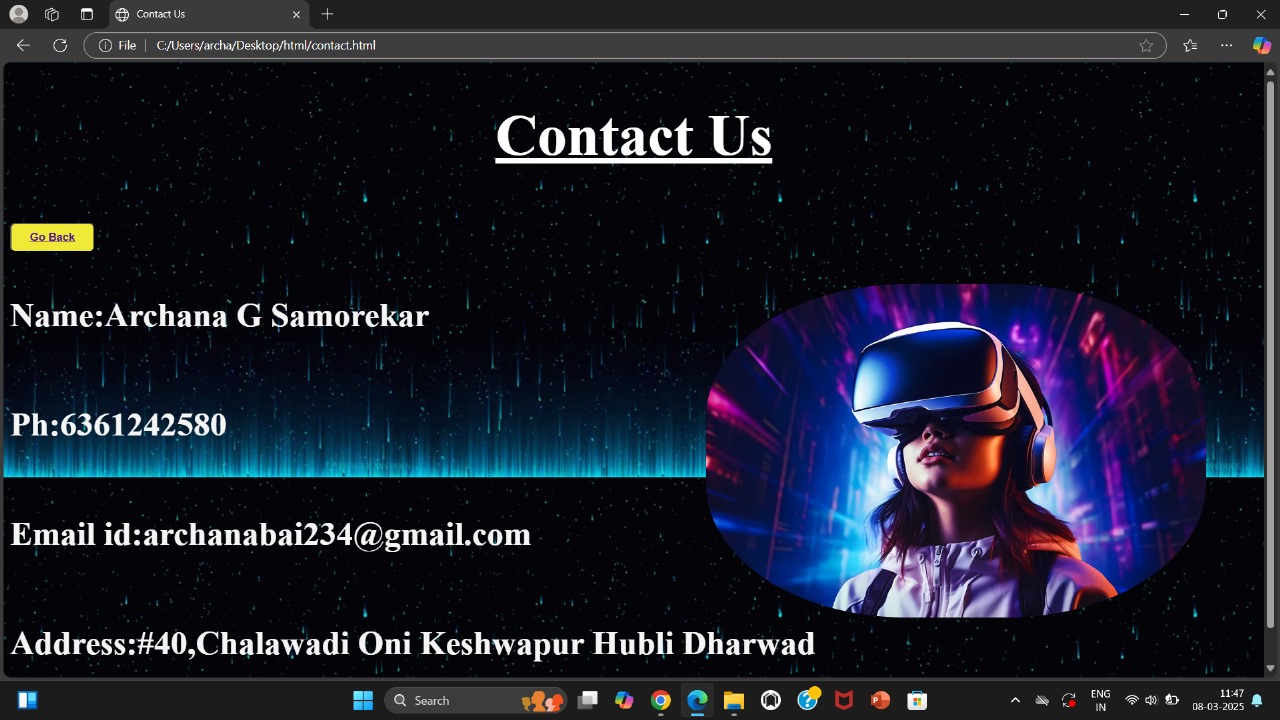 Contact Us
File
C:/Users/archa/Desktop/html/contact.html
Contact Us
Go Back
Name:Archana G Samorekar
Ph:6361242580
Email id:archanabai234@gmail.com
Address:#40,Chalawadi Oni Keshwapur Hubli Dharwad
Search
ENG
IN
11:47
08-03-2025